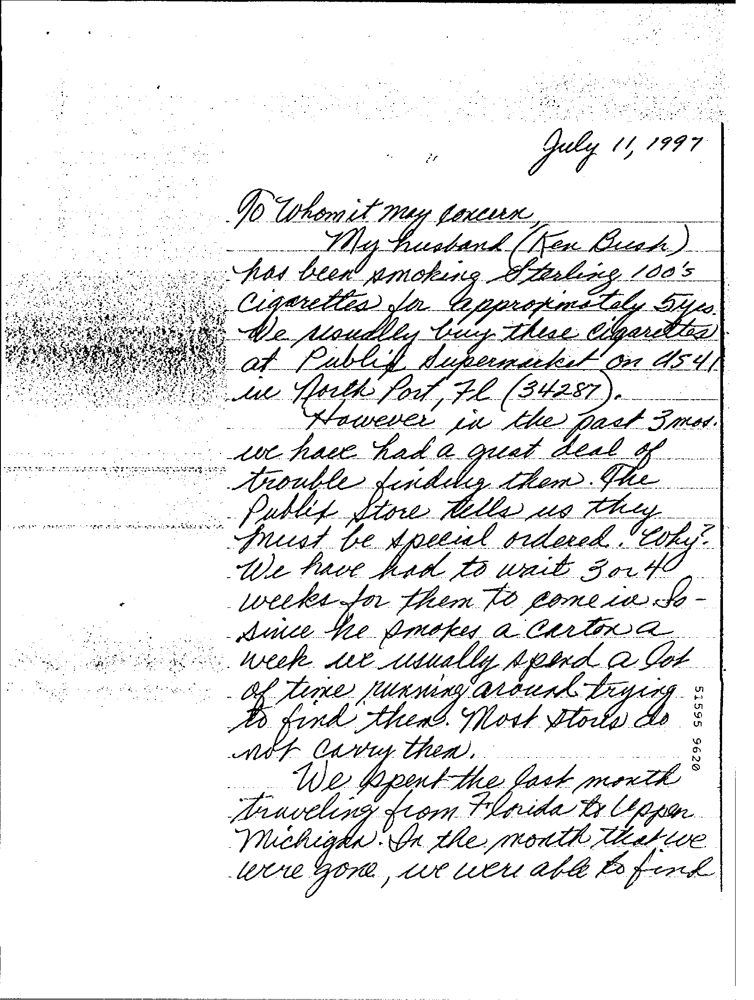 July 11, 1997
To Whom it may concern,
My husband (Ken Bush)
has been smoking Sterling 100's
Cigarettes for approximately 5 yrs.
We usually buy these cigarettes
at Publix Supermarket on US 41
in North Port, Fl (34287).
However in the past 3 mos.
we have had a great deal of
trouble finding them. The
Publix Store tells us they
must be special ordered. Why?
We have had to wait 3 or 4
weeks for them to come in. So -
since he smokes a carton a
week we usually spend a lot
of time running around trying
to find them. Most stores do
not carry them.
We spent the last month
traveling from Florida to Upper
Michigan. In the month that we
were gone, we were able to find
51595 9620